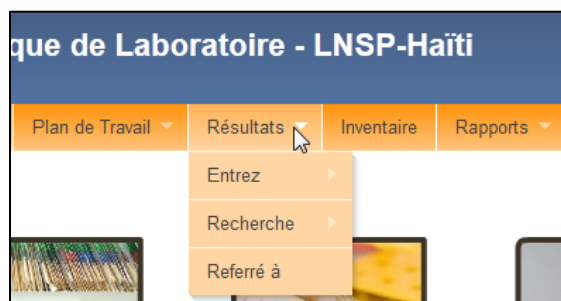 que de Laboratoire - LNSP-Haïti
Plan de Travail Résultats Inventaire Rapports
Entrez
Recherche
Referré à